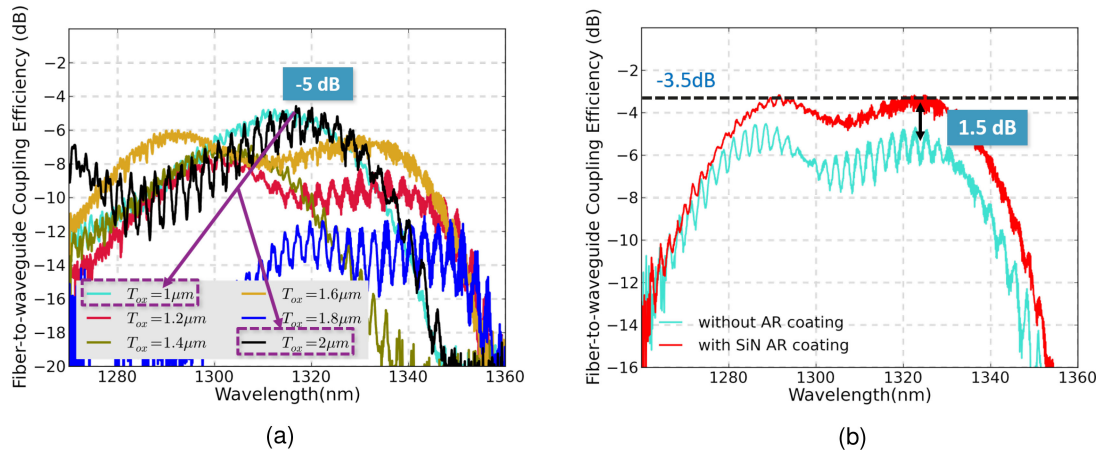 Fiber-to-waveguide Coupling Efficiency (dB)
−2
−4
−6
−8
−10
−12
−14
−16
−18
−20
-5 dB
T_ox=1μm
T_ox=1.2μm
T_ox=1.4μm
T_ox=1.6μm
T_ox=1.8μm
T_ox=2μm
1280 1300 1320 1340 1360
Wavelength(nm)
(a)
Fiber-to-waveguide Coupling Efficiency (dB)
−2
−4
−6
−8
−10
−12
−14
−16
-3.5dB
1.5 dB
without AR coating
with SiN AR coating
1280 1300 1320 1340 1360
Wavelength(nm)
(b)